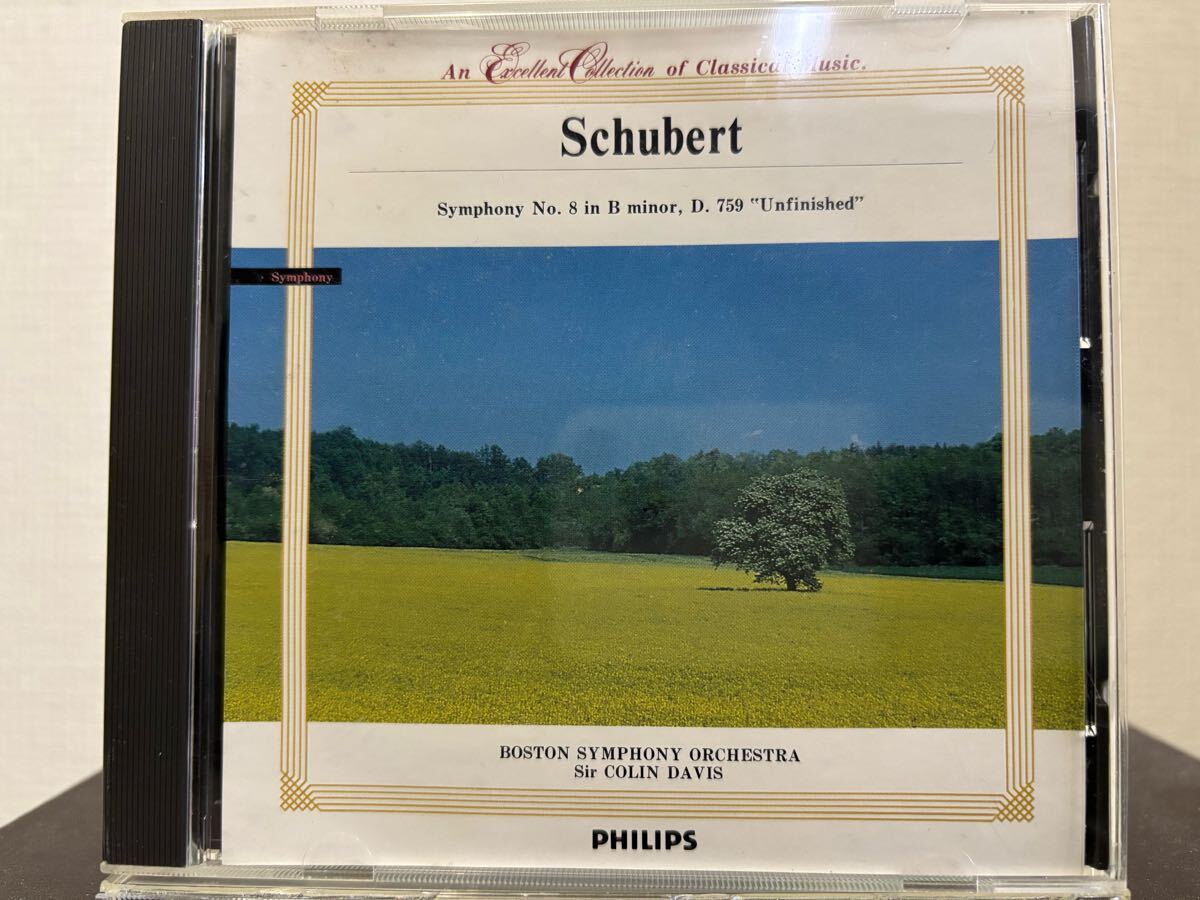 An Excellent Collection of Classical Music.
Schubert
Symphony No. 8 in B minor, D. 759 "Unfinished"
Symphony
BOSTON SYMPHONY ORCHESTRA
Sir COLIN DAVIS
PHILIPS